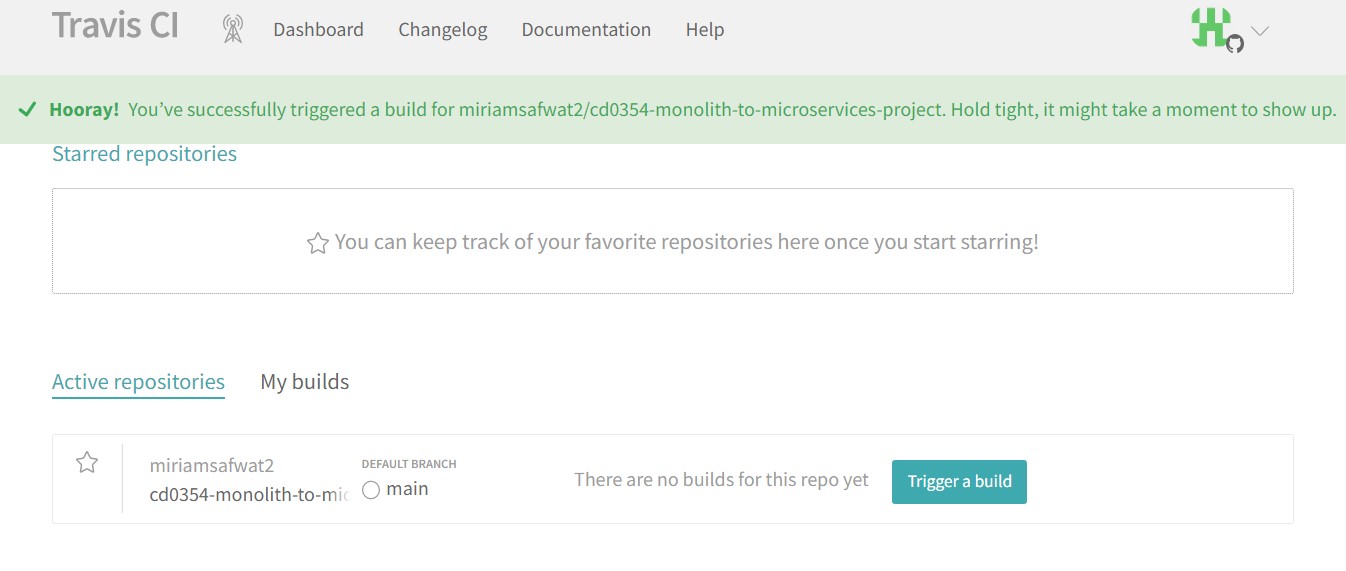 Travis CI Dashboard Changelog Documentation Help
Hooray! You’ve successfully triggered a build for miriamsafwat2/cd0354-monolith-to-microservices-project. Hold tight, it might take a moment to show up.
Starred repositories
You can keep track of your favorite repositories here once you start starring!
Active repositories My builds
miriamsafwat2
cd0354-monolith-to-mic
DEFAULT BRANCH
main
There are no builds for this repo yet
Trigger a build